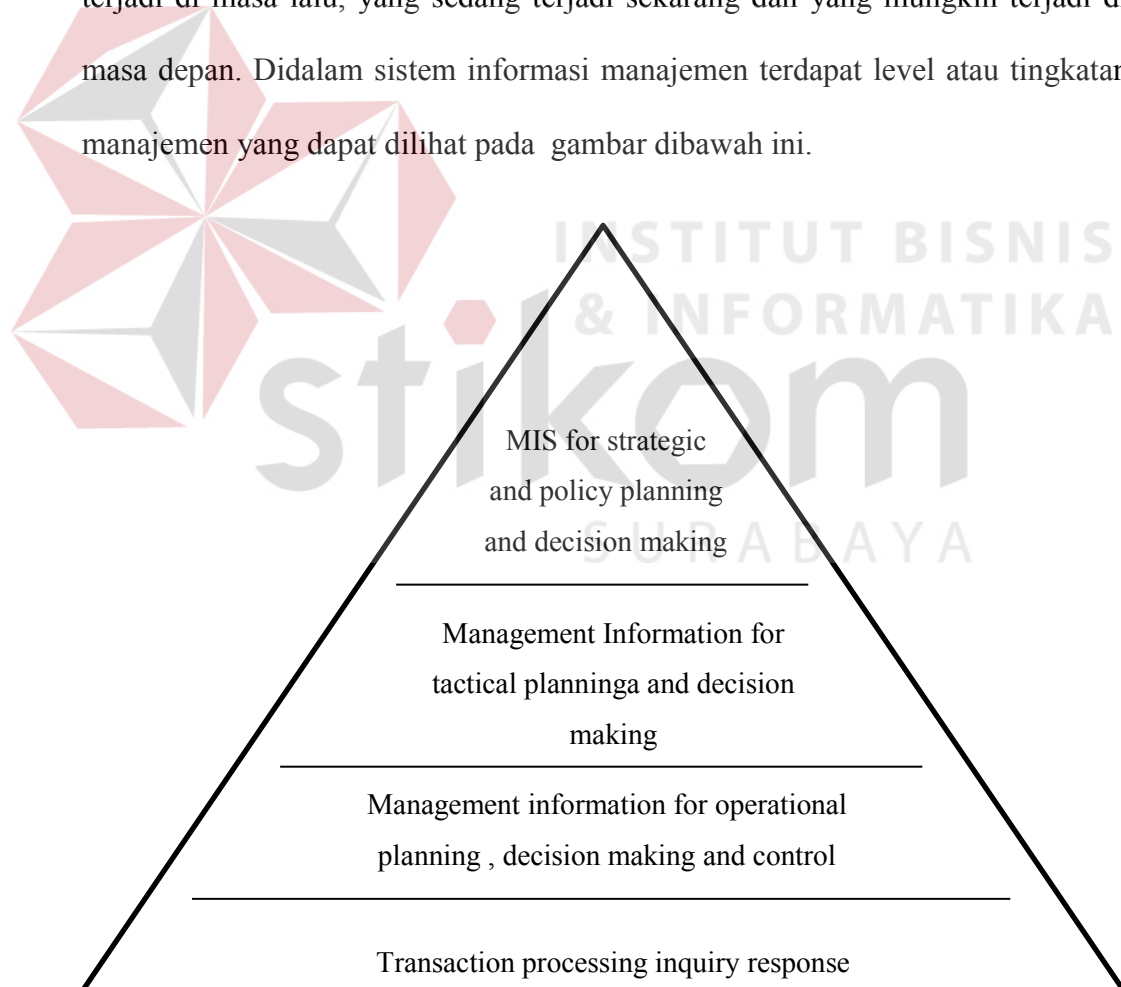 terjadi di masa lalu, yang sedang terjadi sekarang dan yang mungkin terjadi di
masa depan. Didalam sistem informasi manajemen terdapat level atau tingkatan
manajemen yang dapat dilihat pada gambar dibawah ini.
INSTITUT BISNIS
& INFORMATIKA
stikom
SURABAYA
MIS for strategic
and policy planning
and decision making
Management Information for
tactical planninga and decision
making
Management information for operational
planning , decision making and control
Transaction processing inquiry response